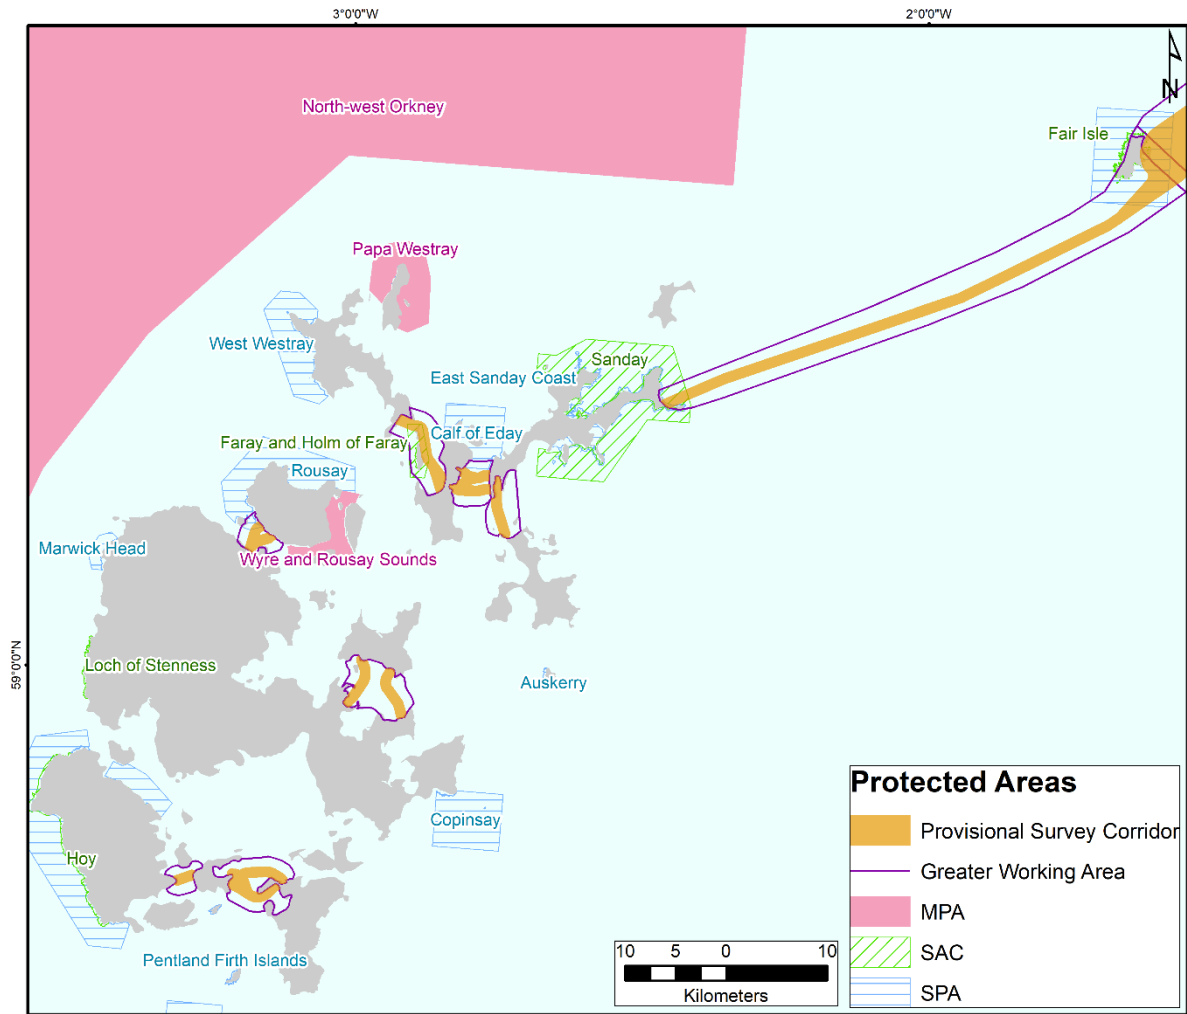 3°0'0"W
2°0'0"W
N
North-west Orkney
Fair Isle
Papa Westray
West Westray
Sanday
East Sanday Coast
Calf of Eday
Faray and Holm of Faray
Rousay
Marwick Head
Wyre and Rousay Sounds
59°0'0"N
Loch of Stenness
Auskerry
Copinsay
Hoy
Pentland Firth Islands
Protected Areas
Provisional Survey Corridor
Greater Working Area
MPA
SAC
SPA
10 5 0 10
Kilometers